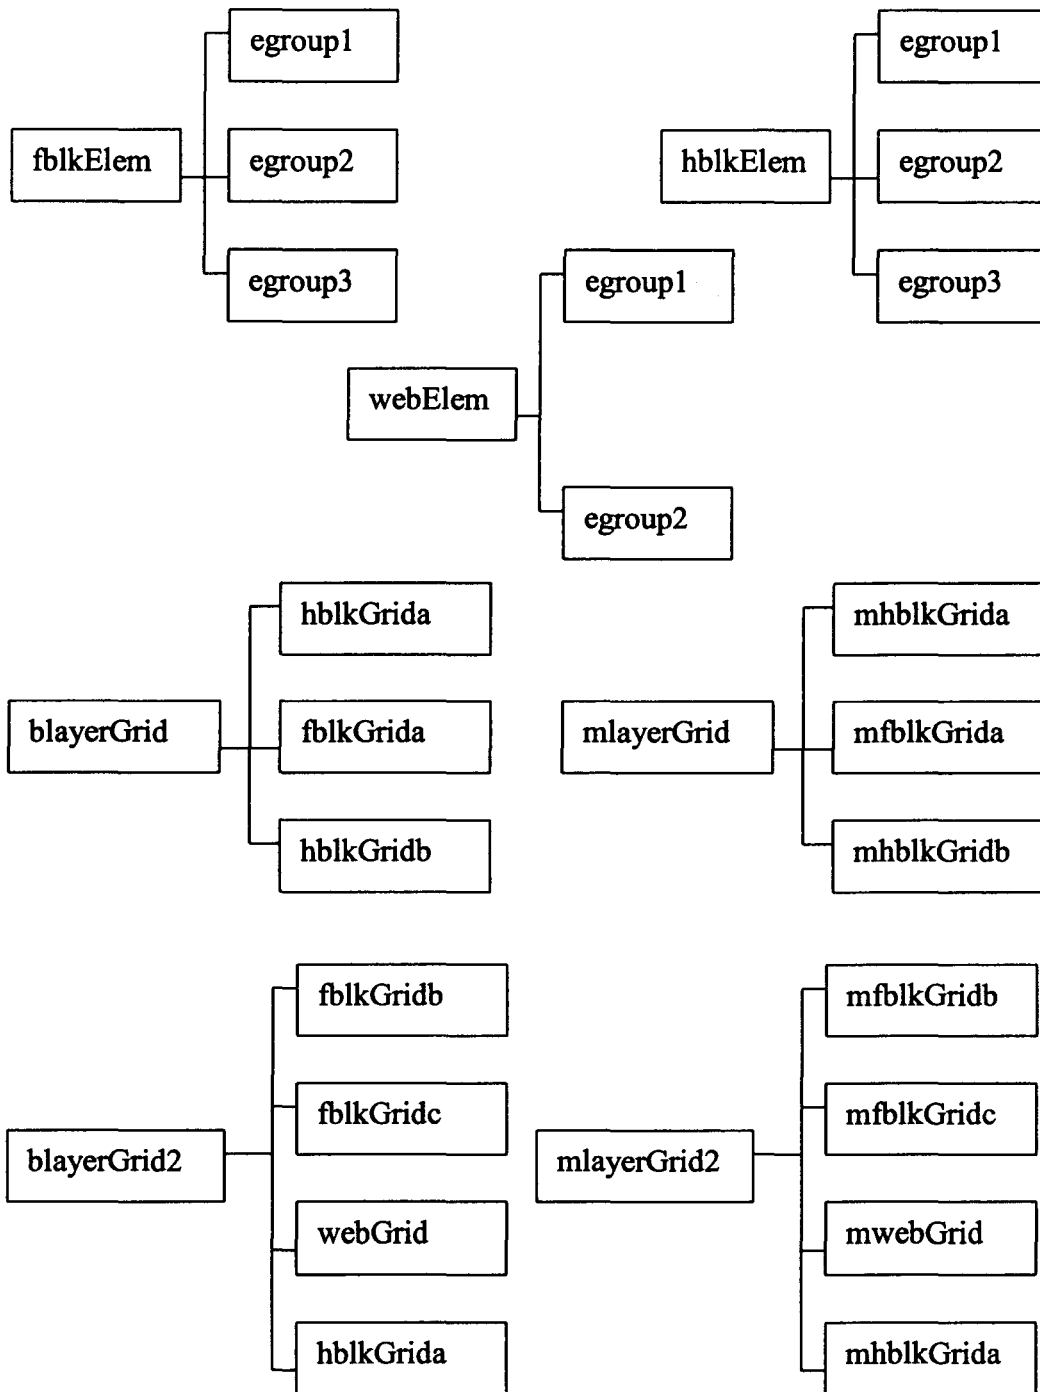 egroup1
fblkElem
egroup2
egroup3
egroup1
hblkElem
egroup2
egroup3
egroup1
webElem
egroup2
hblkGrida
blayerGrid
fblkGrida
hblkGridb
mhblkGrida
mlayerGrid
mfblkGrida
mhblkGridb
fblkGridb
fblkGridc
blayerGrid2
webGrid
hblkGrida
mfblkGridb
mfblkGridc
mlayerGrid2
mwebGrid
mhblkGrida